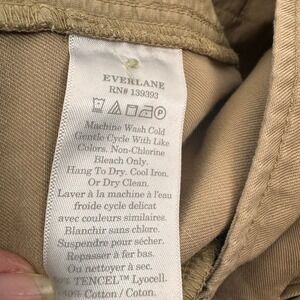 EVERLANE
RN# 139393
Machine Wash Cold
Gentle Cycle With Like
Colors. Non-Chlorine
Bleach Only.
Hang To Dry. Cool Iron.
Or Dry Clean.
Laver à la machine à l'eau
froide cycle delicat
avec couleurs similaires.
Blanchir sans chlore.
Suspendre pour sécher.
Repasser à fer bas.
Ou nettoyer à sec.
TENCEL™ Lyocell.
Cotton / Coton.